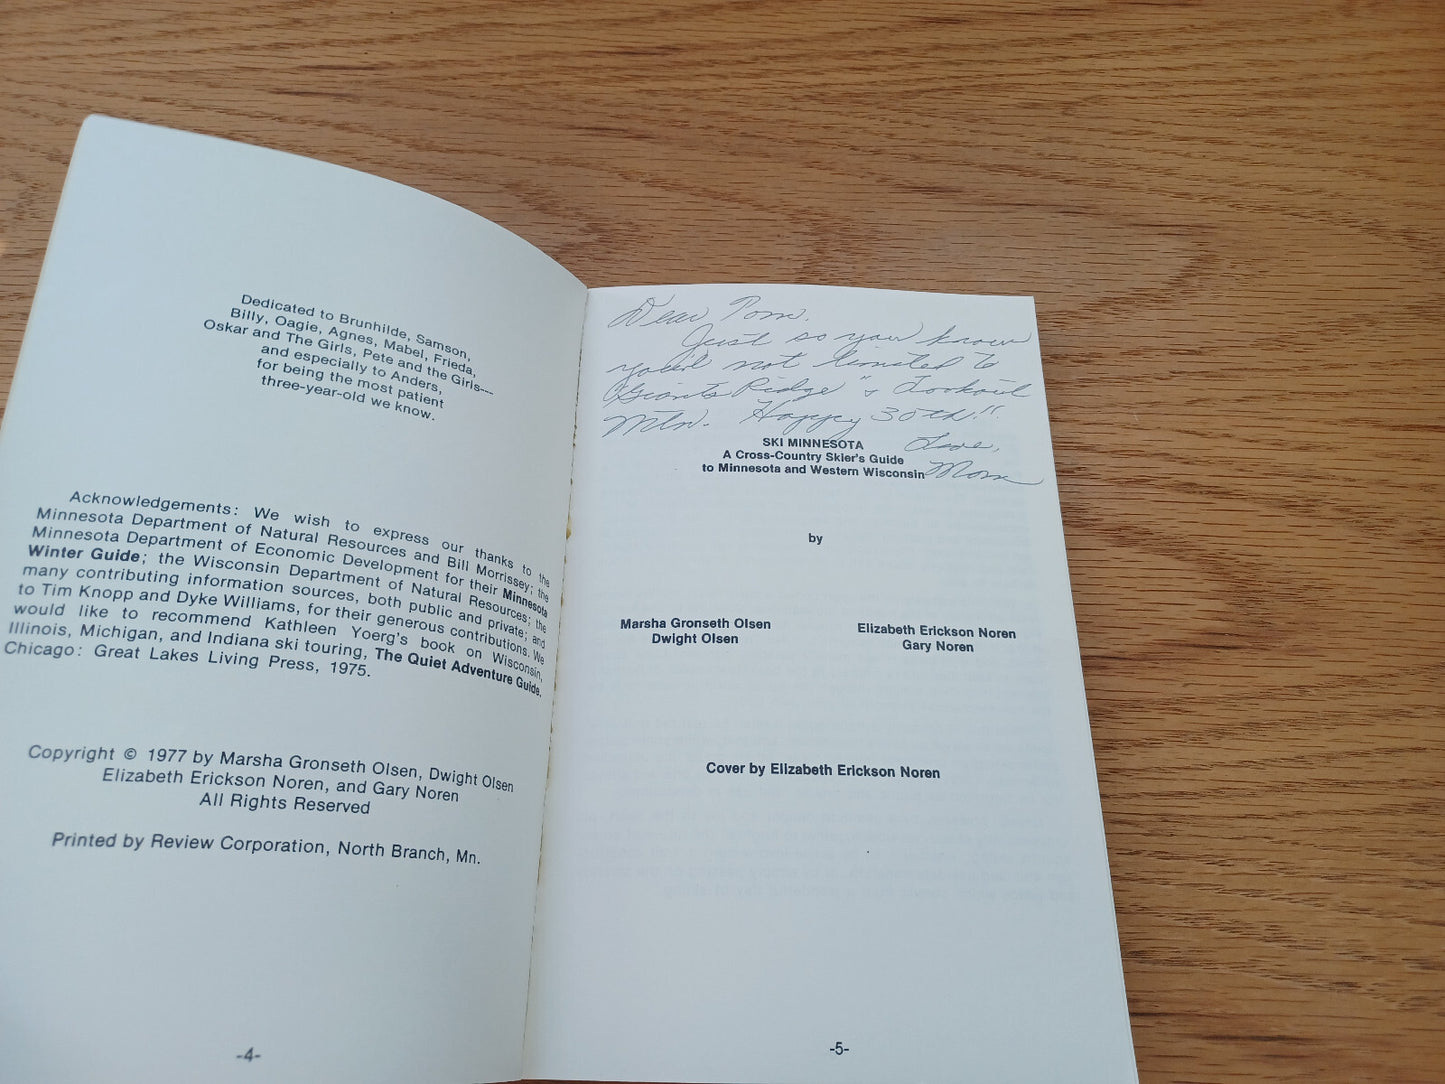 Dedicated to Brunhilde, Samson,
Billy, Oagie, Agnes, Mabel, Frieda,
Oskar and The Girls, Pete and the Girls---
and especially to Anders,
for being the most patient
three-year-old we know.
Acknowledgements: We wish to express our thanks to the
Minnesota Department of Natural Resources and Bill Morrissey; the
Minnesota Department of Economic Development for their Minnesota
Winter Guide; the Wisconsin Department of Natural Resources; the
many contributing information sources, both public and private; and
to Tim Knopp and Dyke Williams, for their generous contributions. We
would like to recommend Kathleen Yoerg's book on Wisconsin,
Illinois, Michigan, and Indiana ski touring, The Quiet Adventure Guide.
Chicago: Great Lakes Living Press, 1975.
Copyright © 1977 by Marsha Gronseth Olsen, Dwight Olsen
Elizabeth Erickson Noren, and Gary Noren
All Rights Reserved
Printed by Review Corporation, North Branch, Mn.
-4-
Dear Tom,
Just so you know
you're not limited to
"Giants Ridge" & Lookout
Mtn. Happy 30th!!
Love,
Mom
SKI MINNESOTA
A Cross-Country Skier's Guide
to Minnesota and Western Wisconsin
by
Marsha Gronseth Olsen
Dwight Olsen
Elizabeth Erickson Noren
Gary Noren
Cover by Elizabeth Erickson Noren
-5-